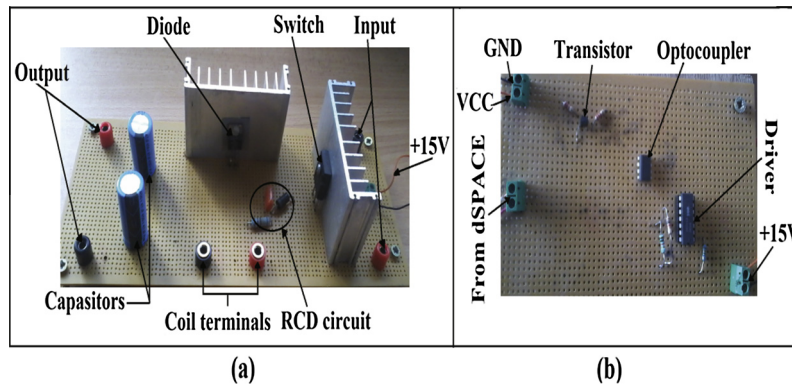 Diode
Switch
Input
Output
+15V
Capasitors
Coil terminals
RCD circuit
(a)
GND
Transistor
Optocoupler
VCC
From dSPACE
Driver
+15V
(b)